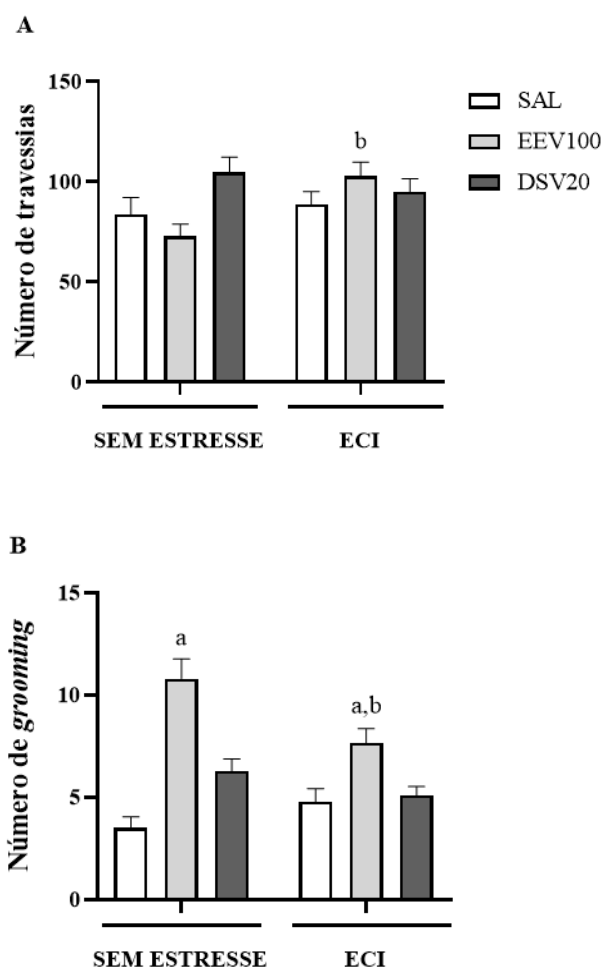 A
Número de travessias
150
100
50
0
b
SAL
EEV100
DSV20
SEM ESTRESSE
ECI
B
Número de grooming
15
10
5
0
a
a,b
SEM ESTRESSE
ECI